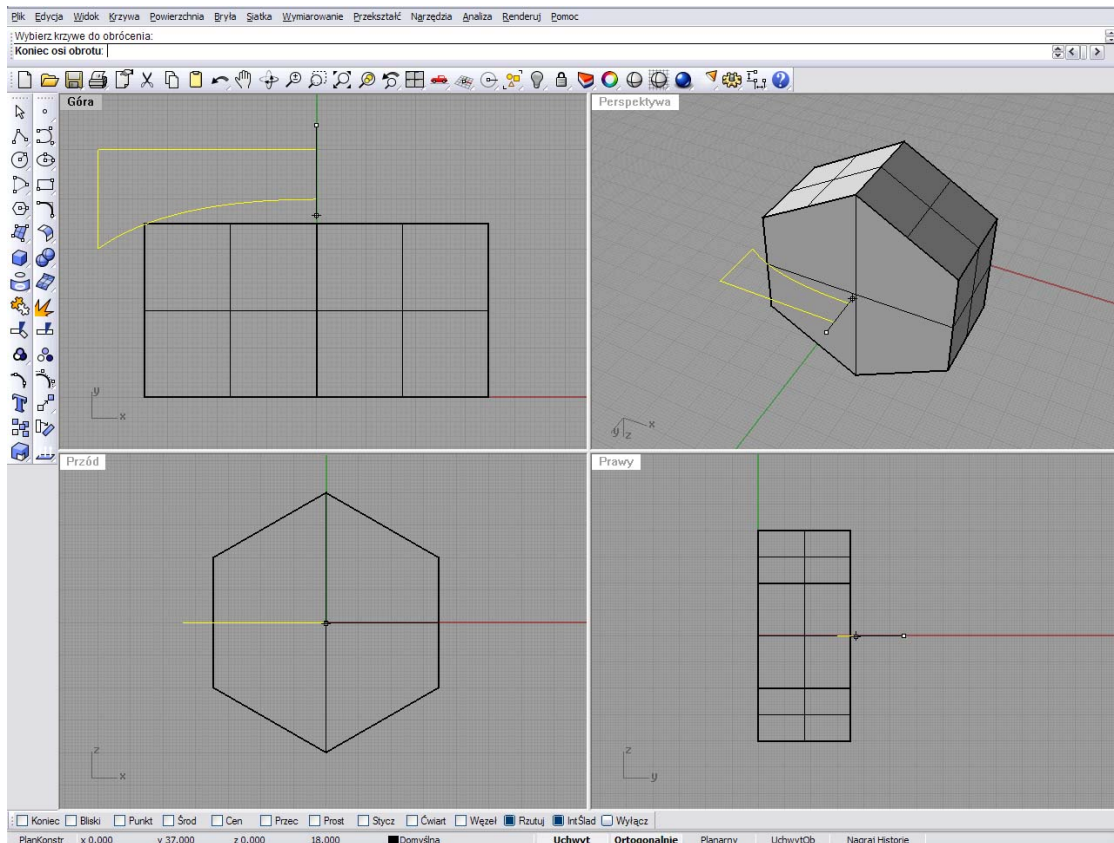 Plik Edycja Widok Krzywa Powierzchnia Bryła Siatka Wymiarowanie Przekształć Narzędzia Analiza Renderuj Pomoc
Wybierz krzywe do obrócenia:
Koniec osi obrotu:
Góra
Perspektywa
y
x
y z x
Przód
Prawy
z
x
z
y
Koniec Bliski Punkt Środ Cen Przec Prost Stycz Ćwiart Węzeł Rzutuj IntŚlad Wyłącz
PlanKonstr x 0.000 y 37.000 z 0.000 18.000 Domyślna Uchwyt Ortogonalnie Planarny UchwytOb Nagraj Historię